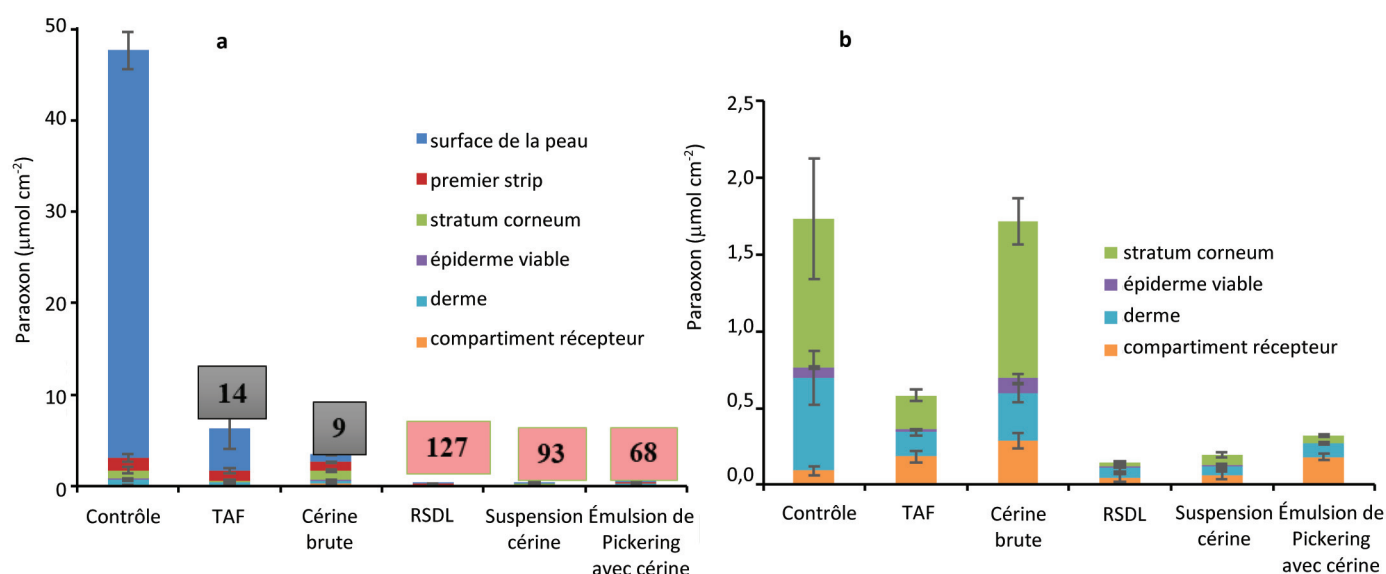 a
50
40
30
20
10
0
Paraoxon (µmol cm⁻²)
surface de la peau
premier strip
stratum corneum
épiderme viable
derme
compartiment récepteur
14
9
127
93
68
Contrôle
TAF
Cérine
brute
RSDL
Suspension
cérine
Émulsion de
Pickering
avec cérine
b
2,5
2,0
1,5
1,0
0,5
0,0
Paraoxon (µmol cm⁻²)
stratum corneum
épiderme viable
derme
compartiment récepteur
Contrôle
TAF
Cérine
brute
RSDL
Suspension
cérine
Émulsion de
Pickering
avec cérine